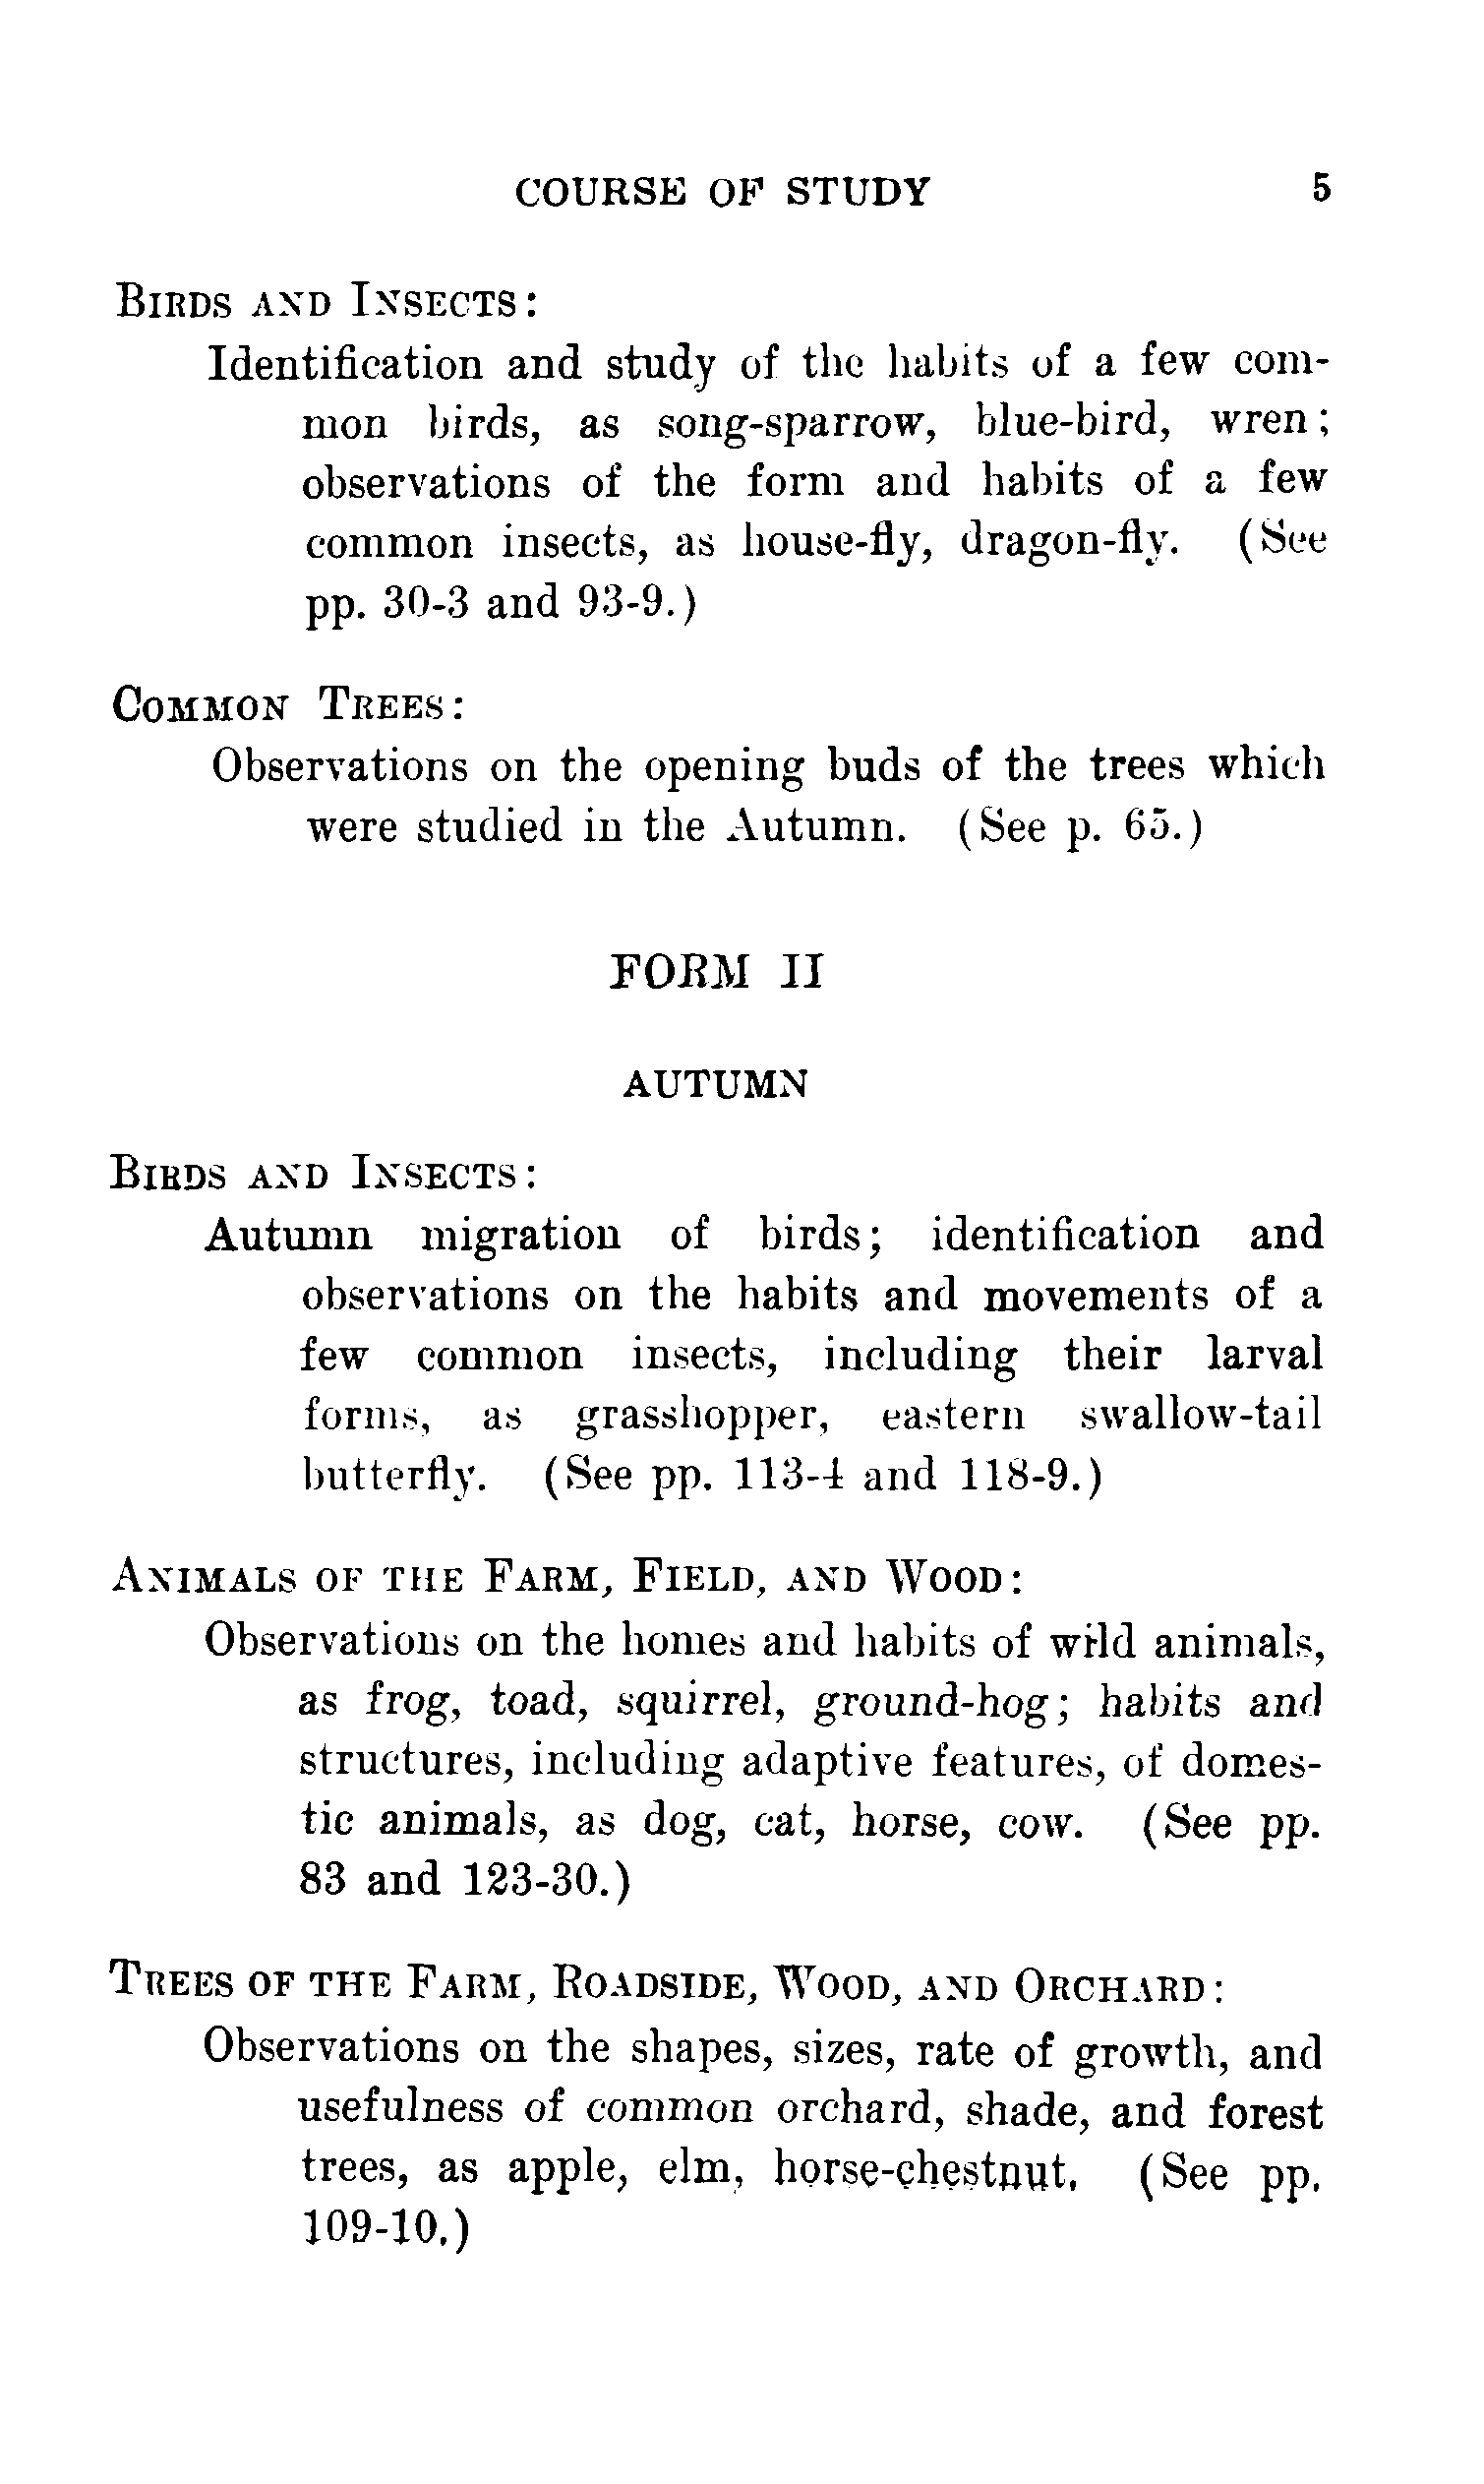 COURSE OF STUDY 5
BIRDS AND INSECTS:
Identification and study of the habits of a few com-
mon birds, as song-sparrow, blue-bird, wren;
observations of the form and habits of a few
common insects, as house-fly, dragon-fly. (See
pp. 30-3 and 93-9.)
COMMON TREES:
Observations on the opening buds of the trees which
were studied in the Autumn. (See p. 65.)
FORM II
AUTUMN
BIRDS AND INSECTS:
Autumn migration of birds; identification and
observations on the habits and movements of a
few common insects, including their larval
forms, as grasshopper, eastern swallow-tail
butterfly. (See pp. 113-4 and 118-9.)
ANIMALS OF THE FARM, FIELD, AND WOOD:
Observations on the homes and habits of wild animals,
as frog, toad, squirrel, ground-hog; habits and
structures, including adaptive features, of domes-
tic animals, as dog, cat, horse, cow. (See pp.
83 and 123-30.)
TREES OF THE FARM, ROADSIDE, WOOD, AND ORCHARD:
Observations on the shapes, sizes, rate of growth, and
usefulness of common orchard, shade, and forest
trees, as apple, elm, horse-chestnut. (See pp.
109-10.)